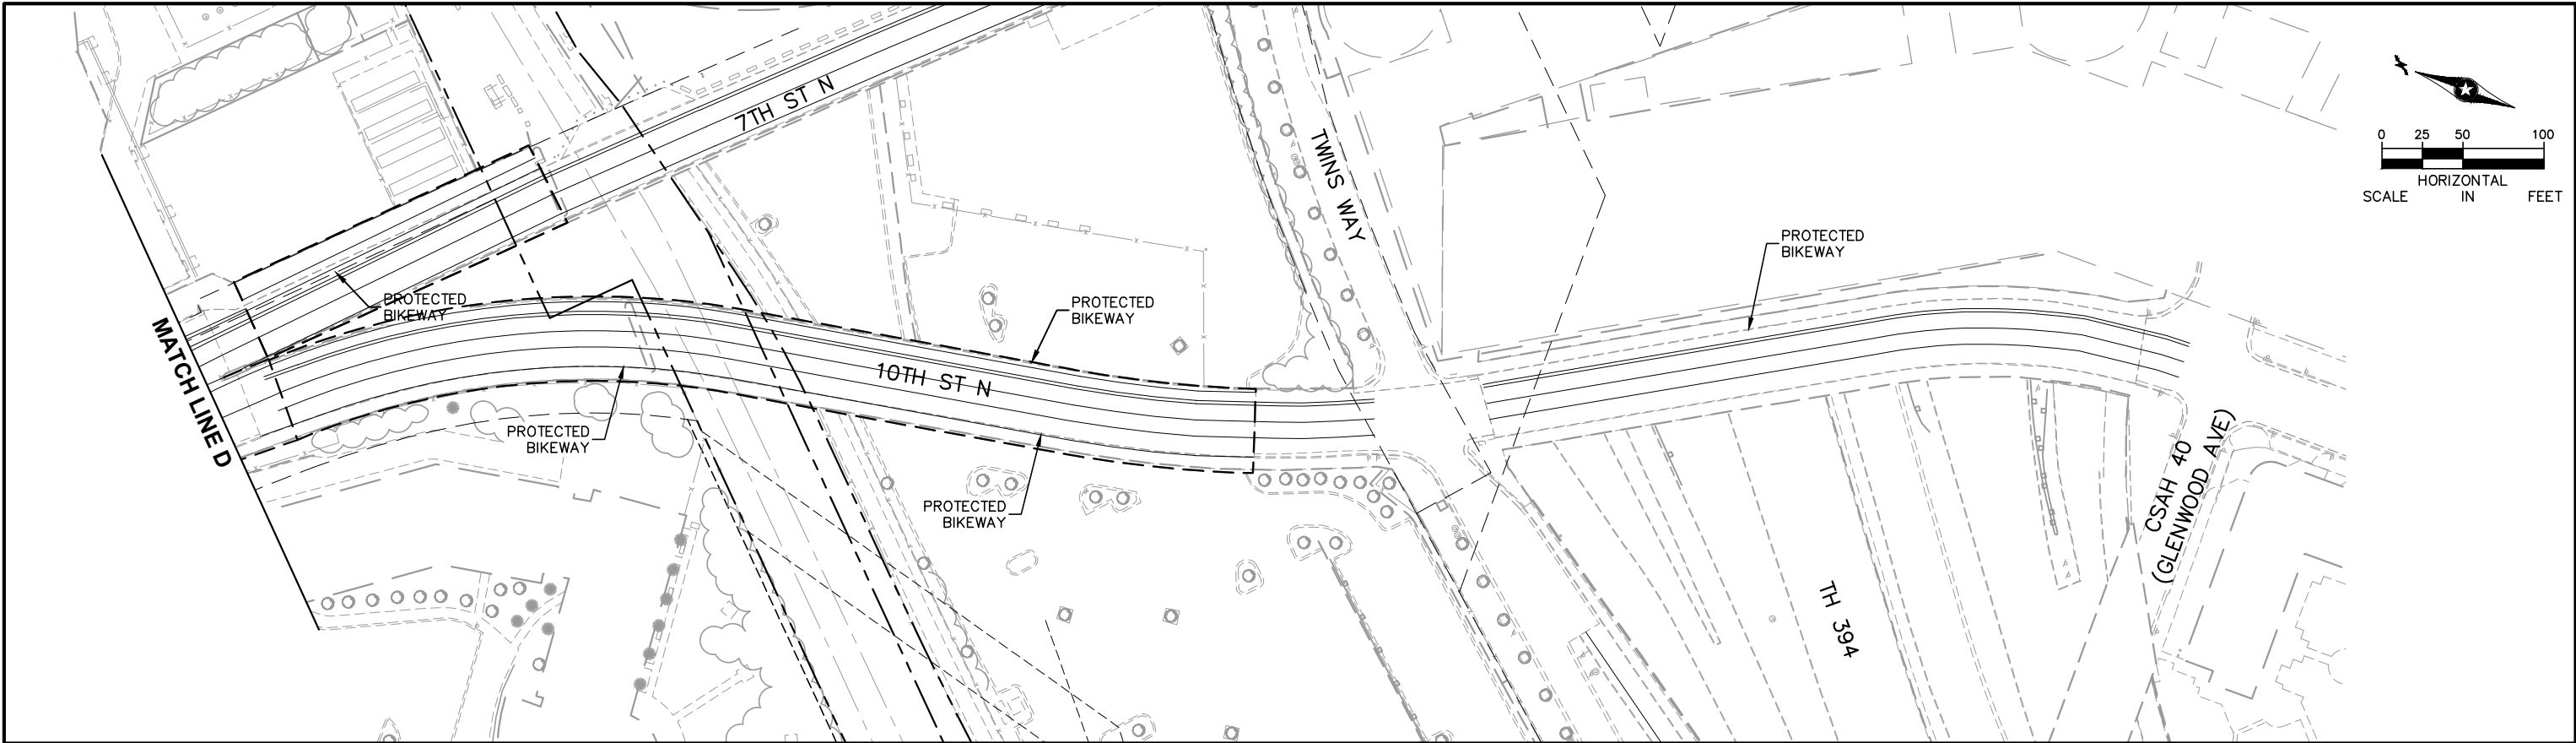 7TH ST N
TWINS WAY
0 25 50 100
HORIZONTAL
SCALE IN FEET
PROTECTED
BIKEWAY
PROTECTED
BIKEWAY
PROTECTED
BIKEWAY
MATCH LINE D
10TH ST N
PROTECTED
BIKEWAY
PROTECTED
BIKEWAY
CSAH 40
(GLENWOOD AVE)
TH 394